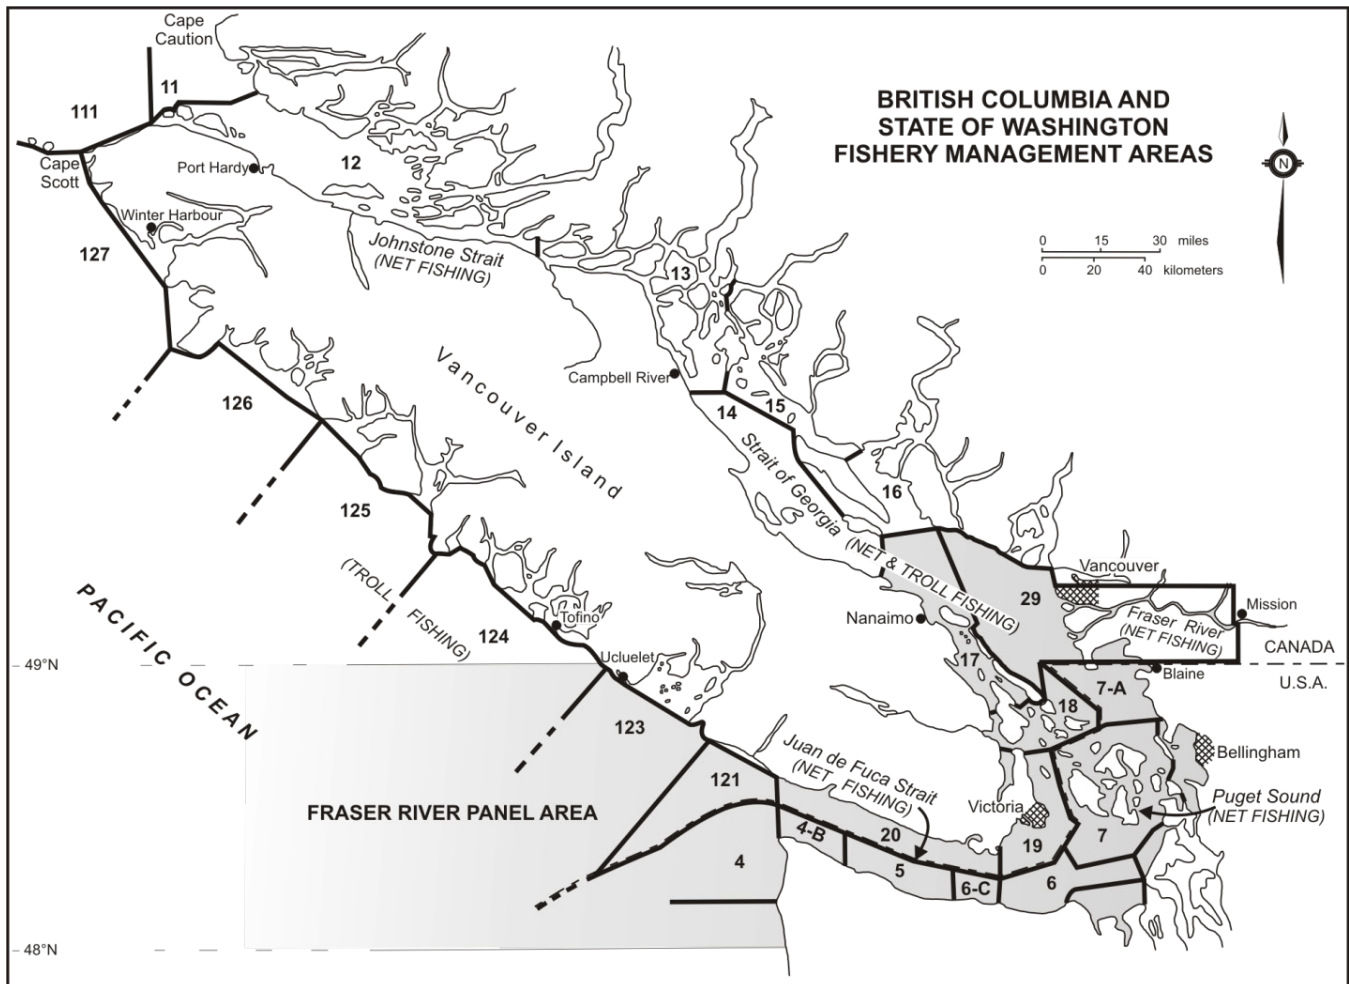 Cape
Caution
11
111
BRITISH COLUMBIA AND
STATE OF WASHINGTON
FISHERY MANAGEMENT AREAS
N
Cape
Scott
Port Hardy
12
Winter Harbour
127
Johnstone Strait
(NET FISHING)
13
0 15 30 miles
0 20 40 kilometers
Vancouver Island
Campbell River
126
14
15
Strait of Georgia (NET & TROLL FISHING)
16
125
(TROLL FISHING)
Vancouver
29
Mission
Fraser River
(NET FISHING)
Nanaimo
Tofino
124
17
CANADA
49°N
Ucluelet
Blaine
U.S.A.
7-A
18
PACIFIC OCEAN
123
Bellingham
Juan de Fuca Strait
(NET FISHING)
121
Puget Sound
(NET FISHING)
FRASER RIVER PANEL AREA
Victoria
4-B
20
19
7
4
5
6-C
6
48°N